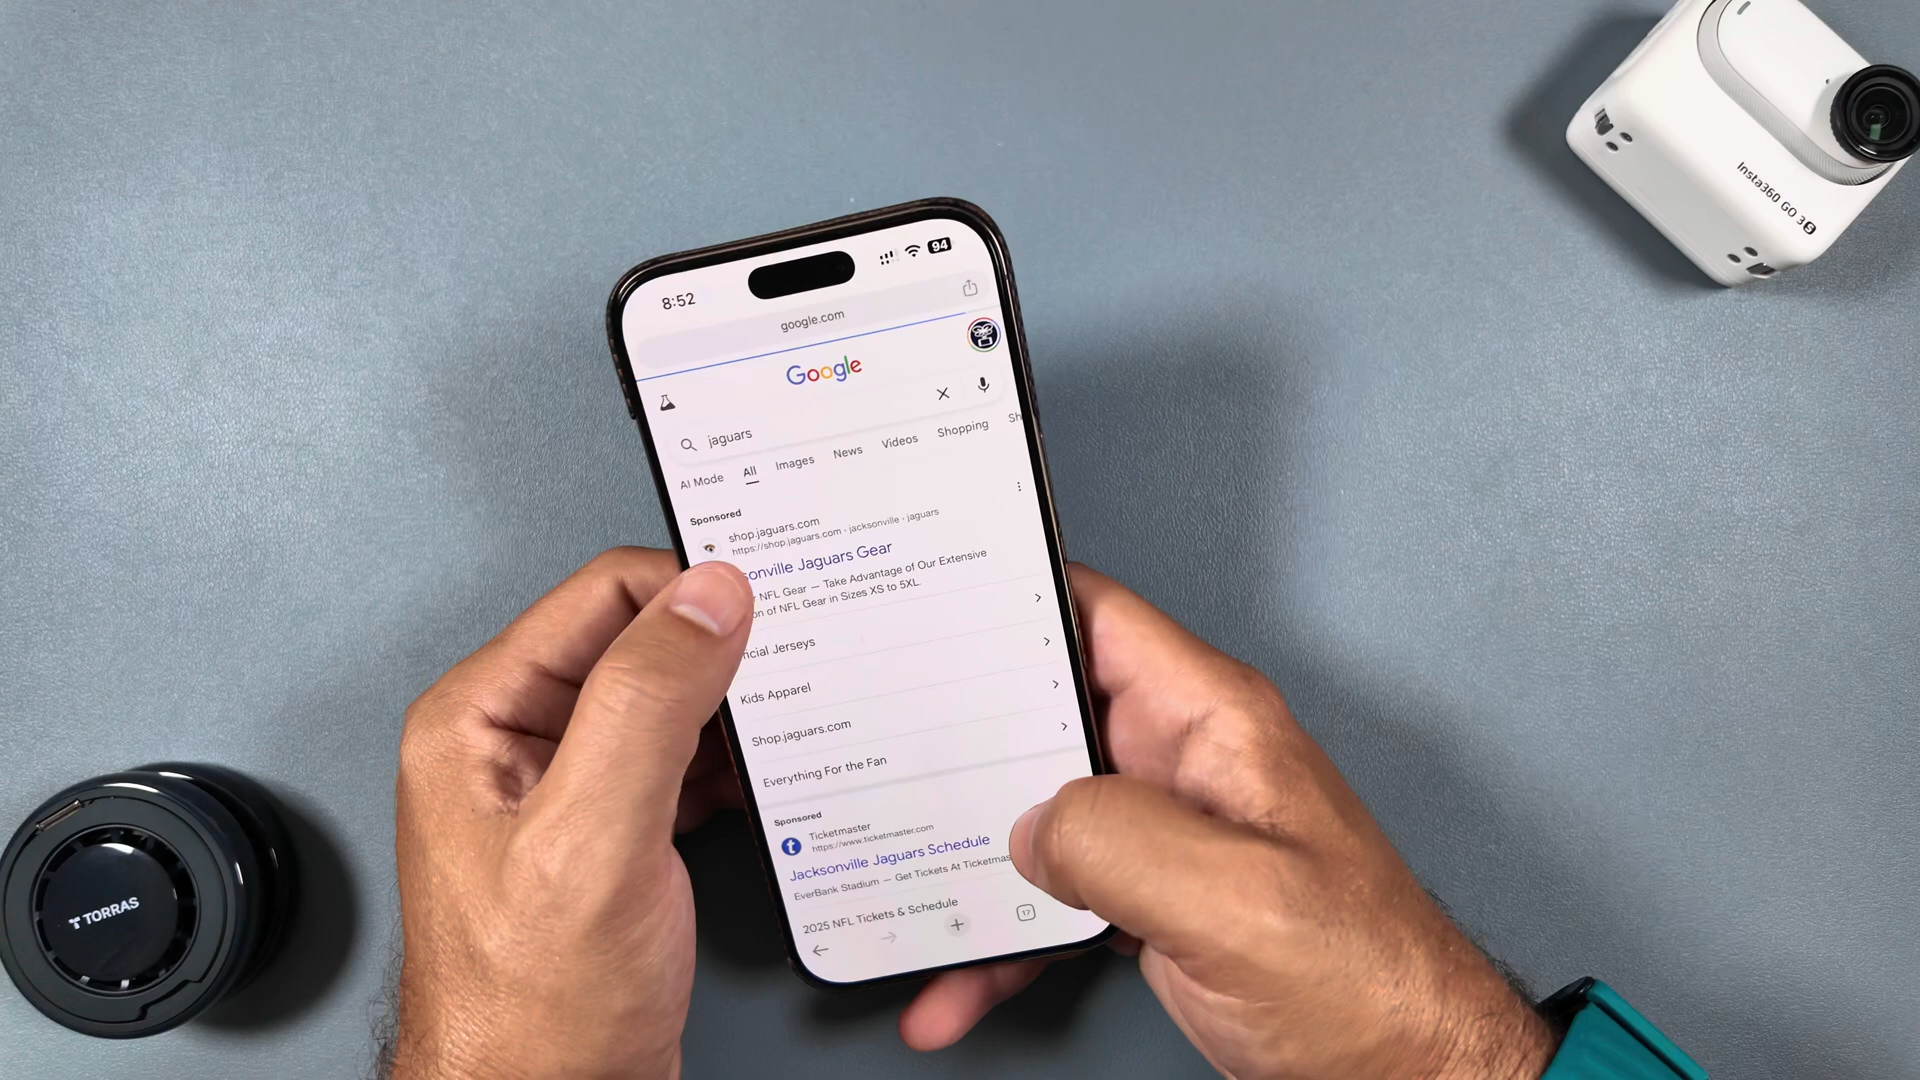 8:52
94
google.com
Google
jaguars
AI Mode All Images News Videos Shopping Sh
Sponsored
shop.jaguars.com
https://shop.jaguars.com › jacksonville › jaguars
sonville Jaguars Gear
NFL Gear — Take Advantage of Our Extensive
on of NFL Gear in Sizes XS to 5XL.
icial Jerseys
Kids Apparel
Shop.jaguars.com
Everything For the Fan
Sponsored
t
Ticketmaster
https://www.ticketmaster.com
Jacksonville Jaguars Schedule
EverBank Stadium — Get Tickets At Ticketmas
2025 NFL Tickets & Schedule
17
Insta360 GO 3S
TORRAS